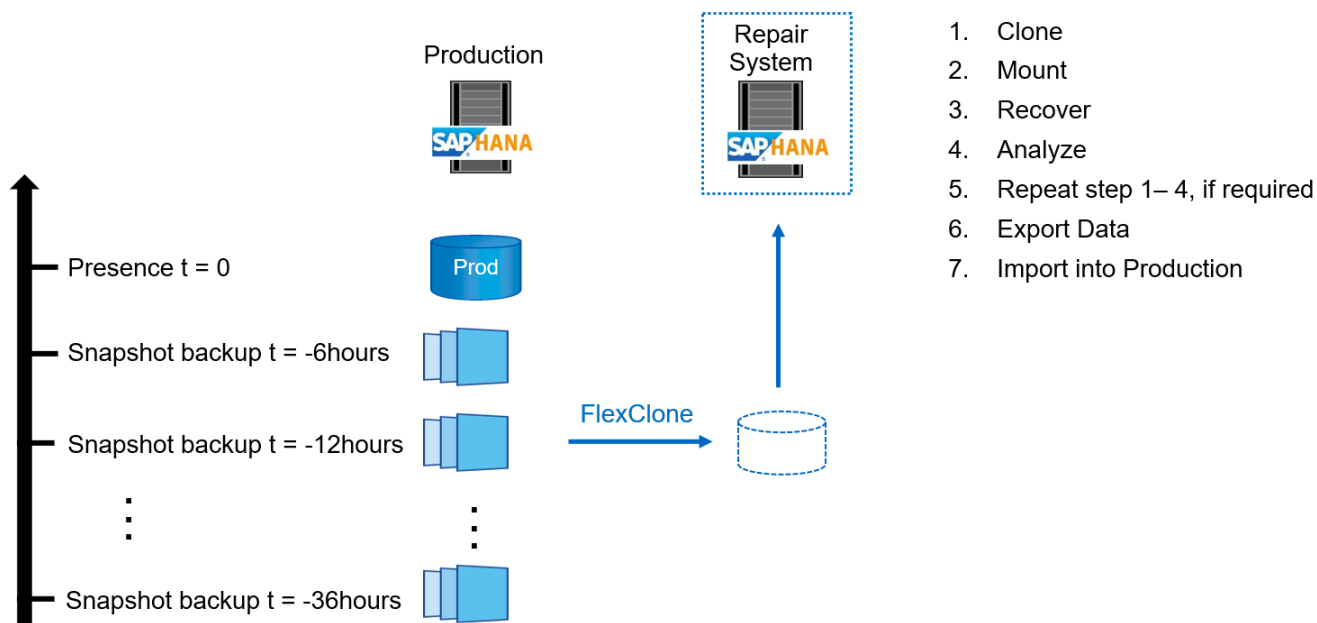 Production
SAP HANA
Repair
System
SAP HANA
Presence t = 0
Prod
Snapshot backup t = -6hours
Snapshot backup t = -12hours
FlexClone
Snapshot backup t = -36hours
1. Clone
2. Mount
3. Recover
4. Analyze
5. Repeat step 1– 4, if required
6. Export Data
7. Import into Production